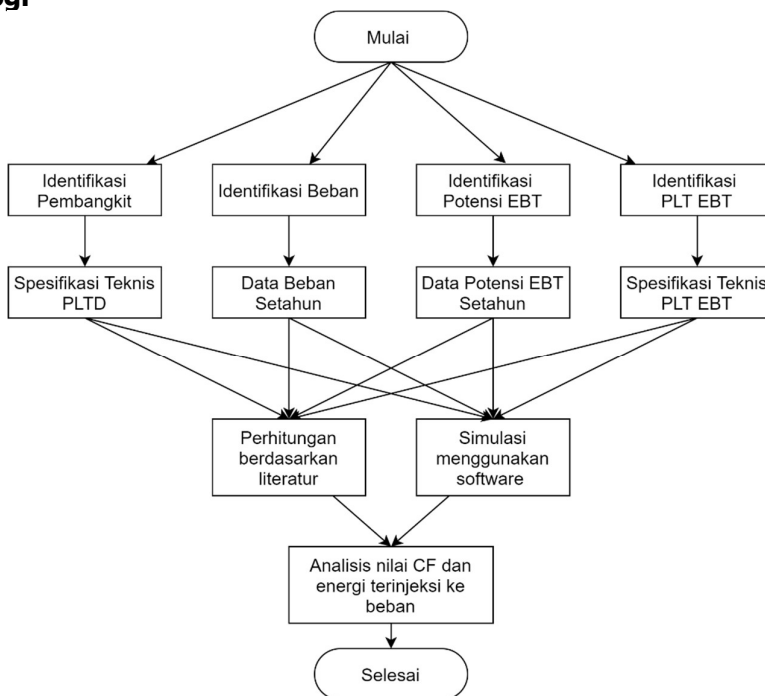 Mulai
Identifikasi
Pembangkit
Identifikasi Beban
Identifikasi
Potensi EBT
Identifikasi
PLT EBT
Spesifikasi Teknis
PLTD
Data Beban
Setahun
Data Potensi EBT
Setahun
Spesifikasi Teknis
PLT EBT
Perhitungan
berdasarkan
literatur
Simulasi
menggunakan
software
Analisis nilai CF dan
energi terinjeksi ke
beban
Selesai